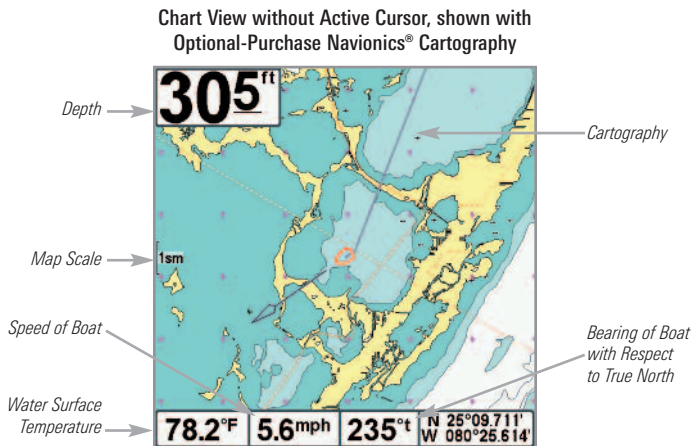 Chart View without Active Cursor, shown with
Optional-Purchase Navionics® Cartography
305 ft
Depth
Cartography
Map Scale
1sm
Speed of Boat
Bearing of Boat
with Respect
to True North
Water Surface
Temperature
78.2°F
5.6mph
235°t
N 25°09.711'
W 080°25.614'